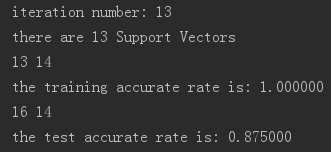 iteration number: 13
there are 13 Support Vectors
13 14
the training accurate rate is: 1.000000
16 14
the test accurate rate is: 0.875000